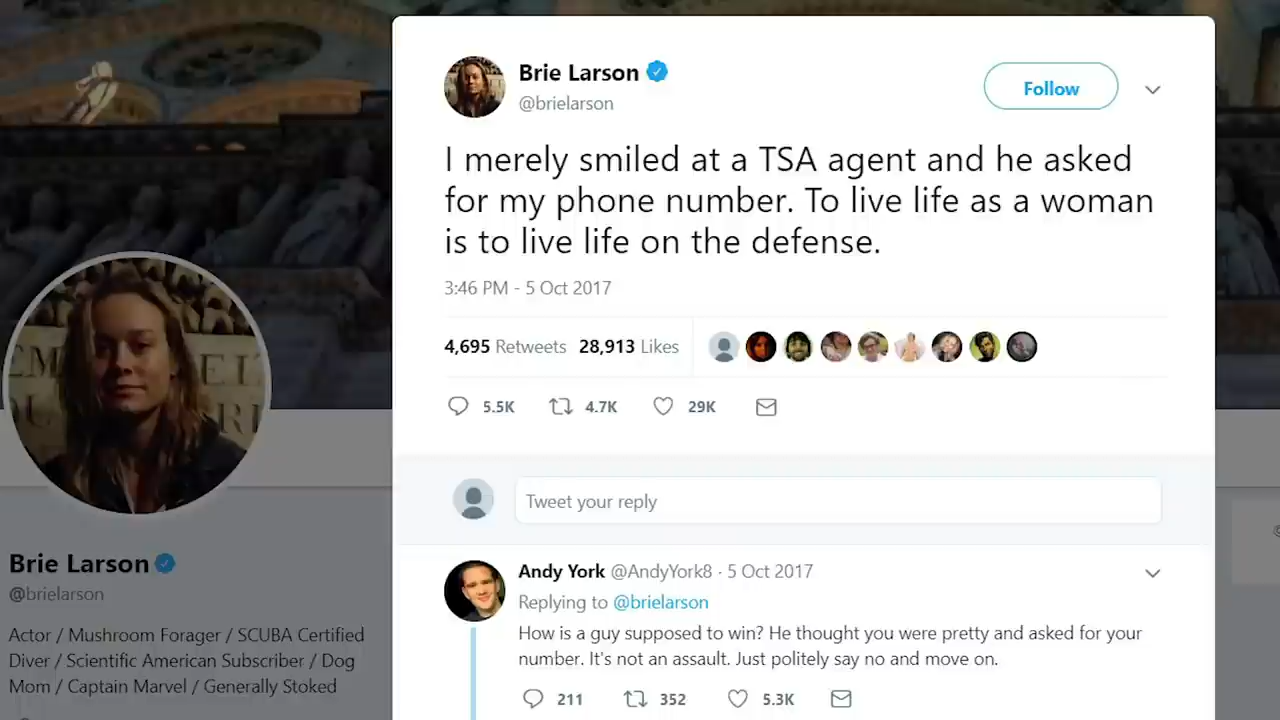 Brie Larson
@brielarson
Follow
I merely smiled at a TSA agent and he asked
for my phone number. To live life as a woman
is to live life on the defense.
3:46 PM - 5 Oct 2017
4,695 Retweets 28,913 Likes
5.5K 4.7K 29K
Tweet your reply
Andy York @AndyYork8 · 5 Oct 2017
Replying to @brielarson
How is a guy supposed to win? He thought you were pretty and asked for your
number. It's not an assault. Just politely say no and move on.
211 352 5.3K
Brie Larson
@brielarson
Actor / Mushroom Forager / SCUBA Certified
Diver / Scientific American Subscriber / Dog
Mom / Captain Marvel / Generally Stoked